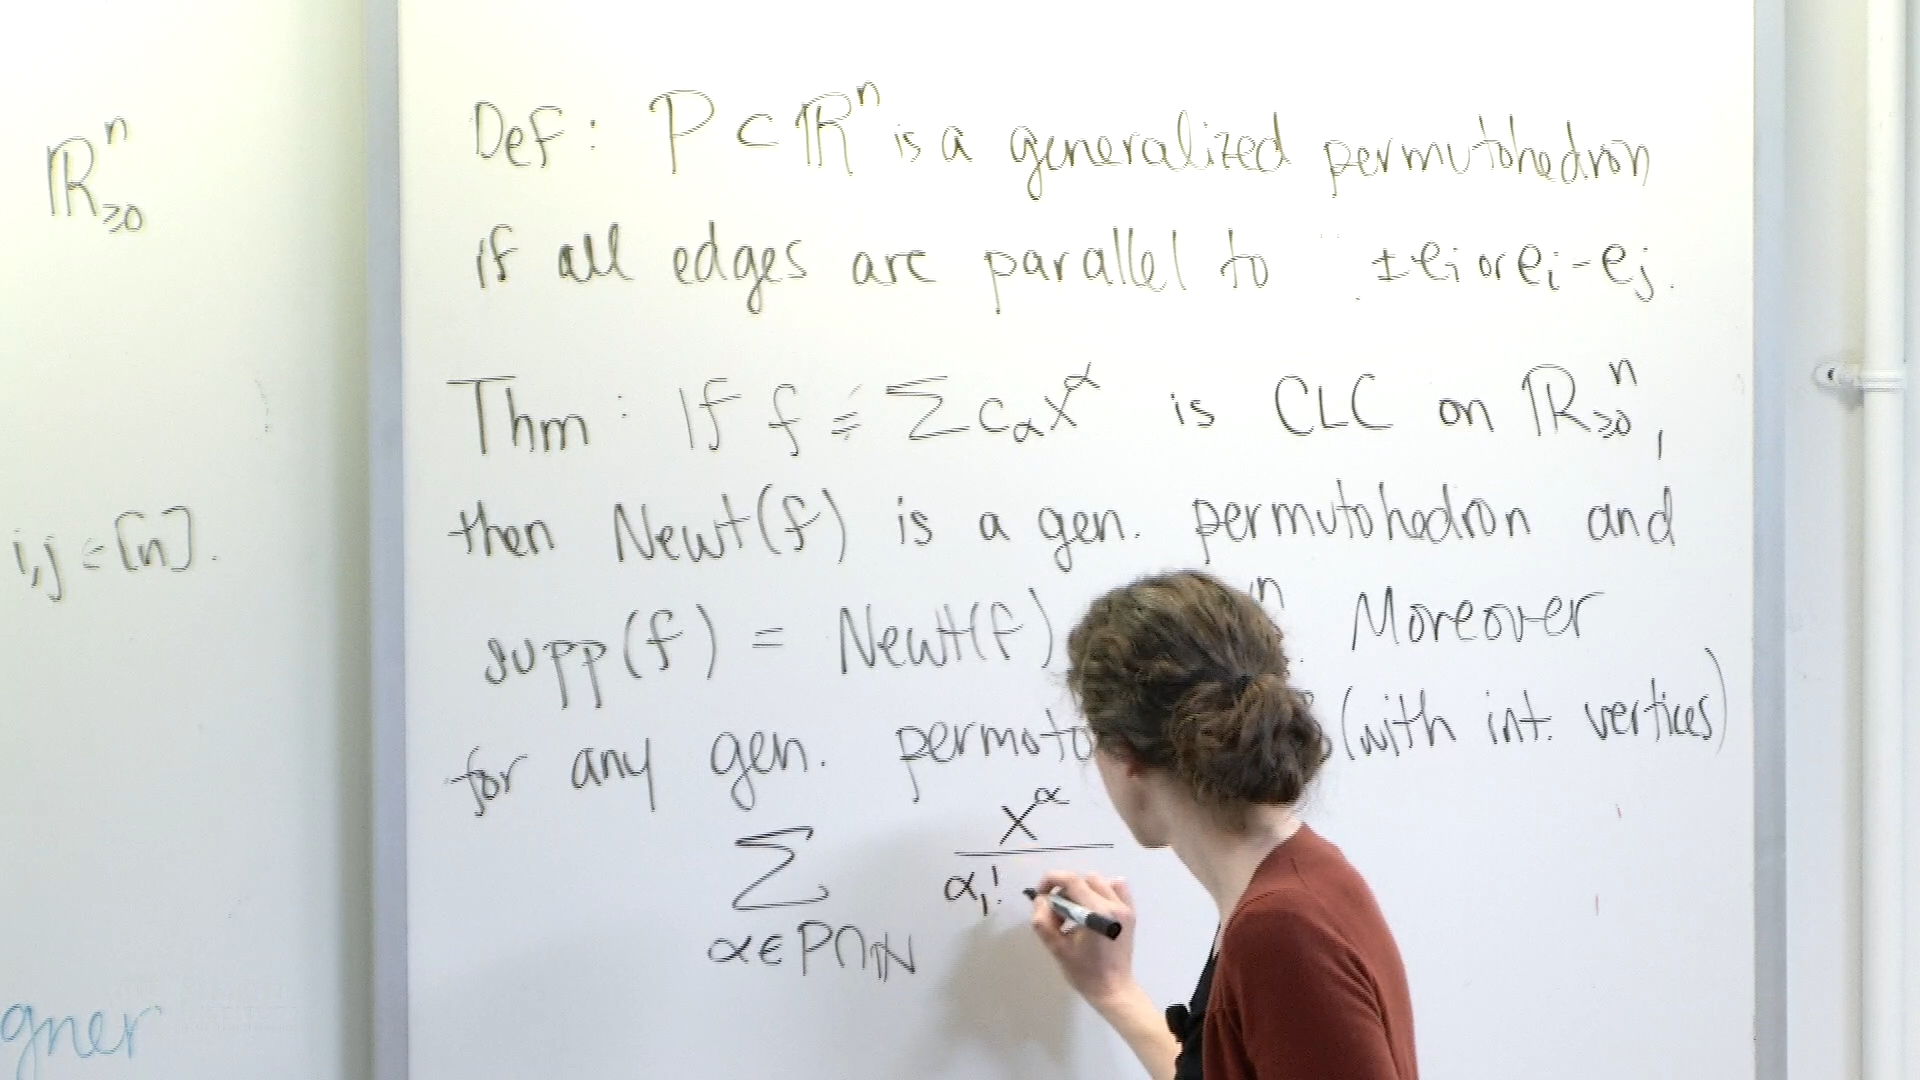 ℝⁿ≥0
i,j ∈ [n].
gner
Def: P ⊂ ℝⁿ is a generalized permutohedron
if all edges are parallel to ±eᵢ or eᵢ-eⱼ.
Thm: If f = Σ c_α x^α is CLC on ℝⁿ≥0,
then Newt(f) is a gen. permutohedron and
supp(f) = Newt(f) n. Moreover
for any gen. (with int. vertices)
Σ x^α / α₁!
α∈P∩ℕ